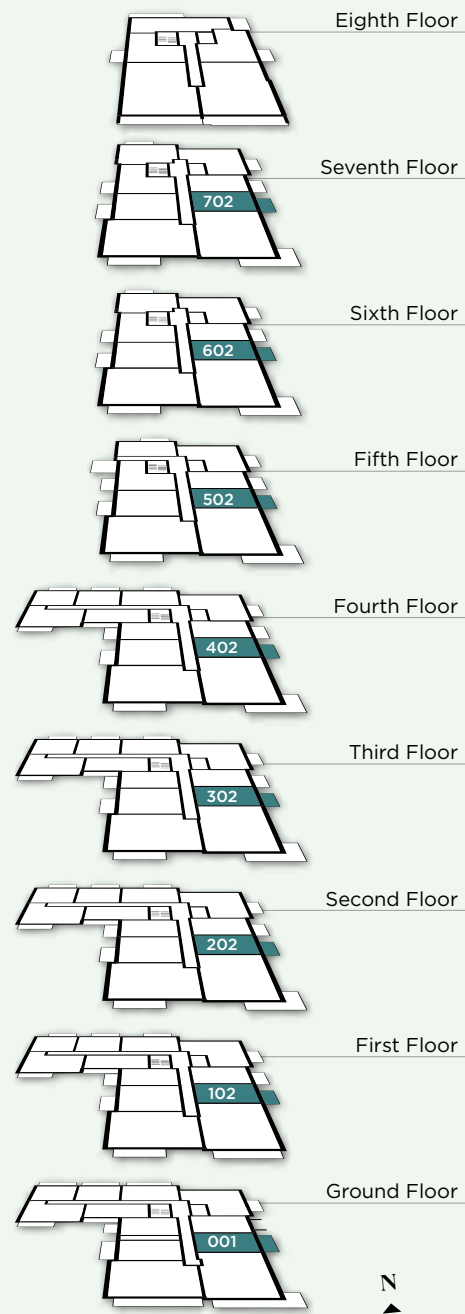 Eighth Floor
Seventh Floor
702
Sixth Floor
602
Fifth Floor
502
Fourth Floor
402
Third Floor
302
Second Floor
202
First Floor
102
Ground Floor
001
N